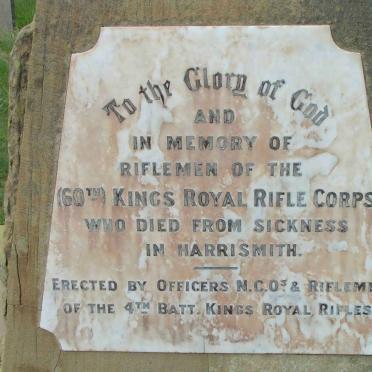 To the Glory of God
AND
IN MEMORY OF
RIFLEMEN OF THE
(60TH) KINGS ROYAL RIFLE CORPS
WHO DIED FROM SICKNESS
IN HARRISMITH.
ERECTED BY OFFICERS N.C.OS & RIFLEME
OF THE 4TH BATT. KINGS ROYAL RIFLES